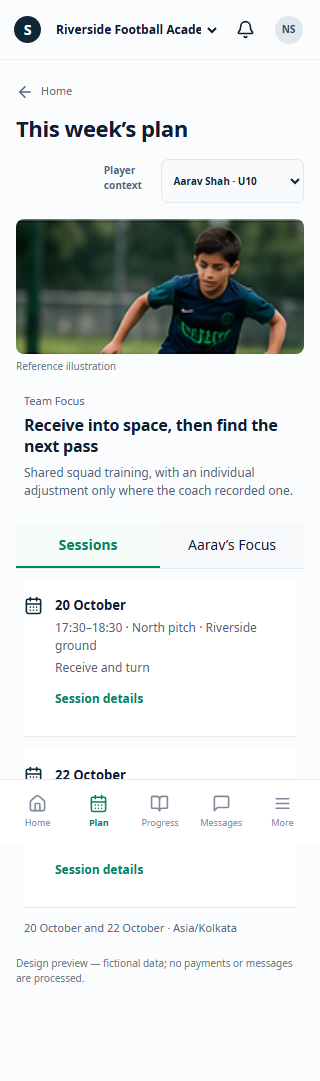 S
Riverside Football Acade
NS
Home
This week’s plan
Player
context
Aarav Shah · U10
Reference illustration
Team Focus
Receive into space, then find the
next pass
Shared squad training, with an individual
adjustment only where the coach recorded one.
Sessions
Aarav’s Focus
20 October
17:30–18:30 · North pitch · Riverside
ground
Receive and turn
Session details
22 October
Home
Plan
Progress
Messages
More
Session details
20 October and 22 October · Asia/Kolkata
Design preview — fictional data; no payments or messages
are processed.